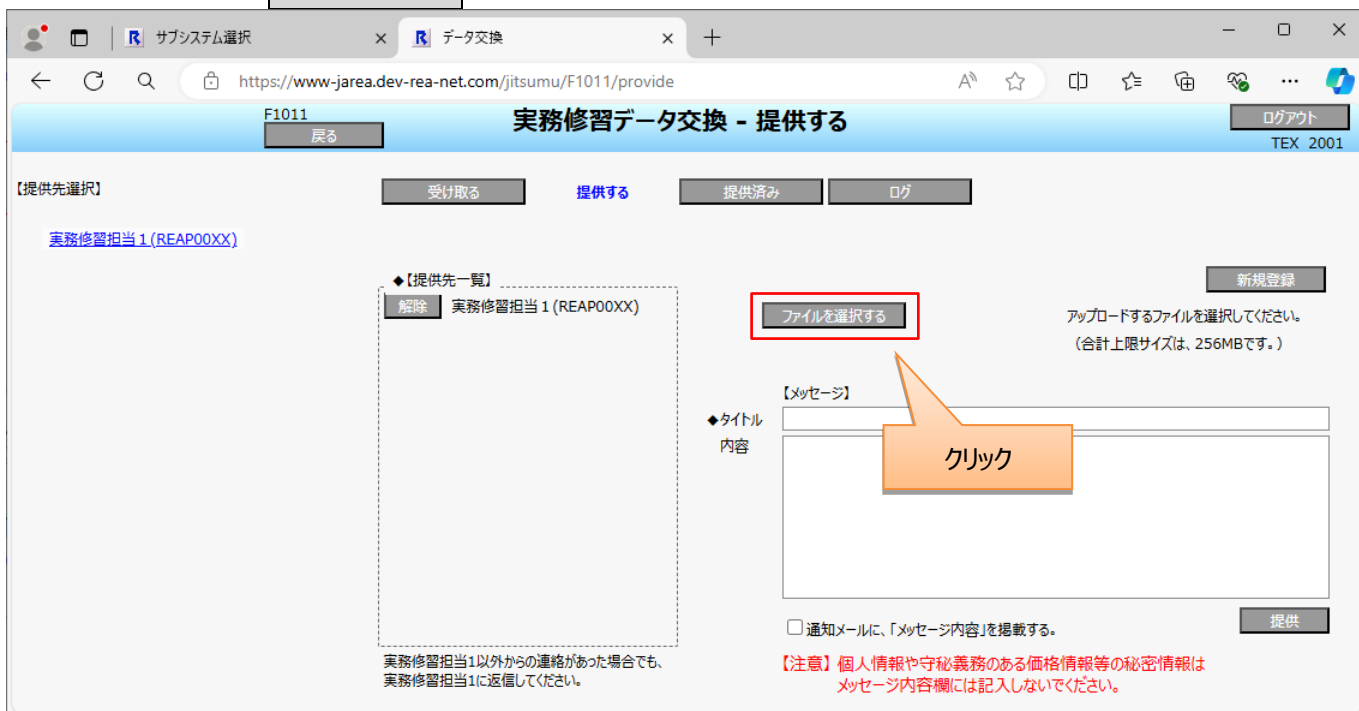 サブシステム選択
データ交換
https://www-jarea.dev-rea-net.com/jitsumu/F1011/provide
F1011
戻る
実務修習データ交換 - 提供する
ログアウト
TEX 2001
【提供先選択】
受け取る 提供する 提供済み ログ
実務修習担当1(REAP00XX)
◆【提供先一覧】
解除 実務修習担当1(REAP00XX)
新規登録
ファイルを選択する
アップロードするファイルを選択してください。
(合計上限サイズは、256MBです。)
【メッセージ】
◆タイトル
内容
クリック
通知メールに、「メッセージ内容」を掲載する。
提供
実務修習担当1以外からの連絡があった場合でも、
実務修習担当1に返信してください。
【注意】個人情報や守秘義務のある価格情報等の秘密情報は
メッセージ内容欄には記入しないでください。